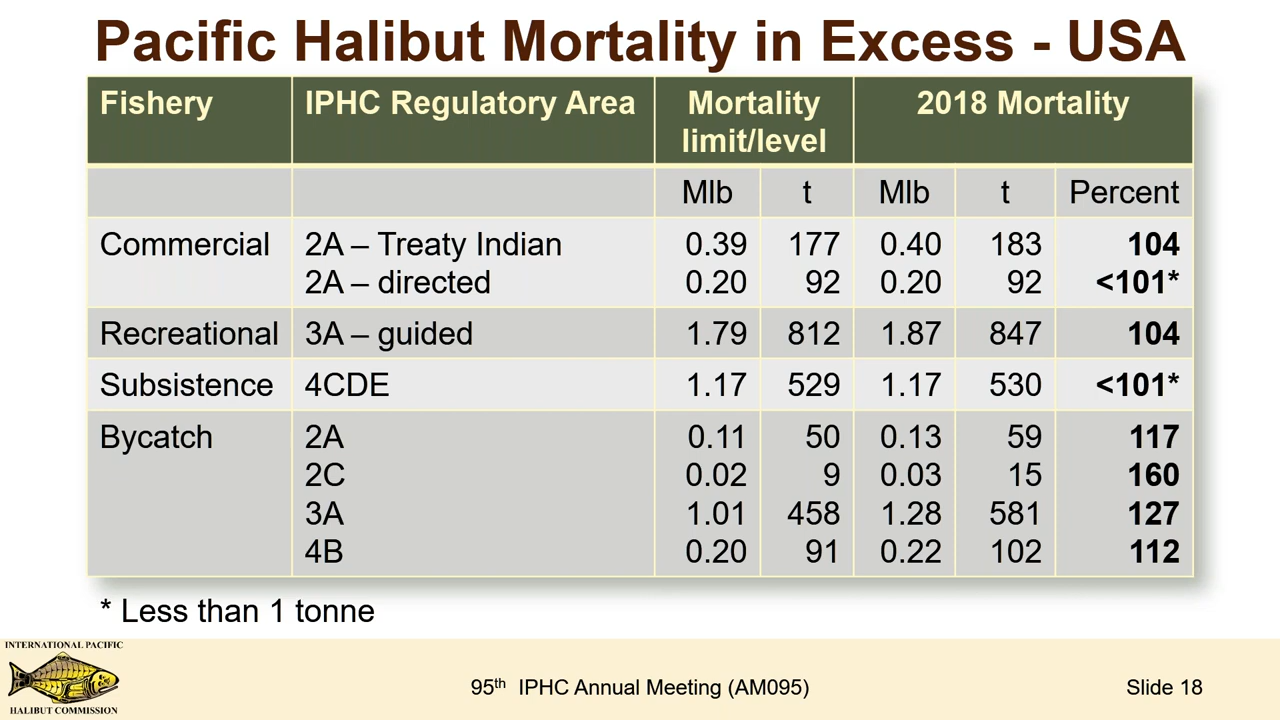 Pacific Halibut Mortality in Excess - USA
Fishery IPHC Regulatory Area Mortality limit/level 2018 Mortality
Mlb t Mlb t Percent
Commercial 2A – Treaty Indian 0.39 177 0.40 183 104
2A – directed 0.20 92 0.20 92 <101*
Recreational 3A – guided 1.79 812 1.87 847 104
Subsistence 4CDE 1.17 529 1.17 530 <101*
Bycatch 2A 0.11 50 0.13 59 117
2C 0.02 9 0.03 15 160
3A 1.01 458 1.28 581 127
4B 0.20 91 0.22 102 112
* Less than 1 tonne
INTERNATIONAL PACIFIC
HALIBUT COMMISSION
95th IPHC Annual Meeting (AM095)
Slide 18